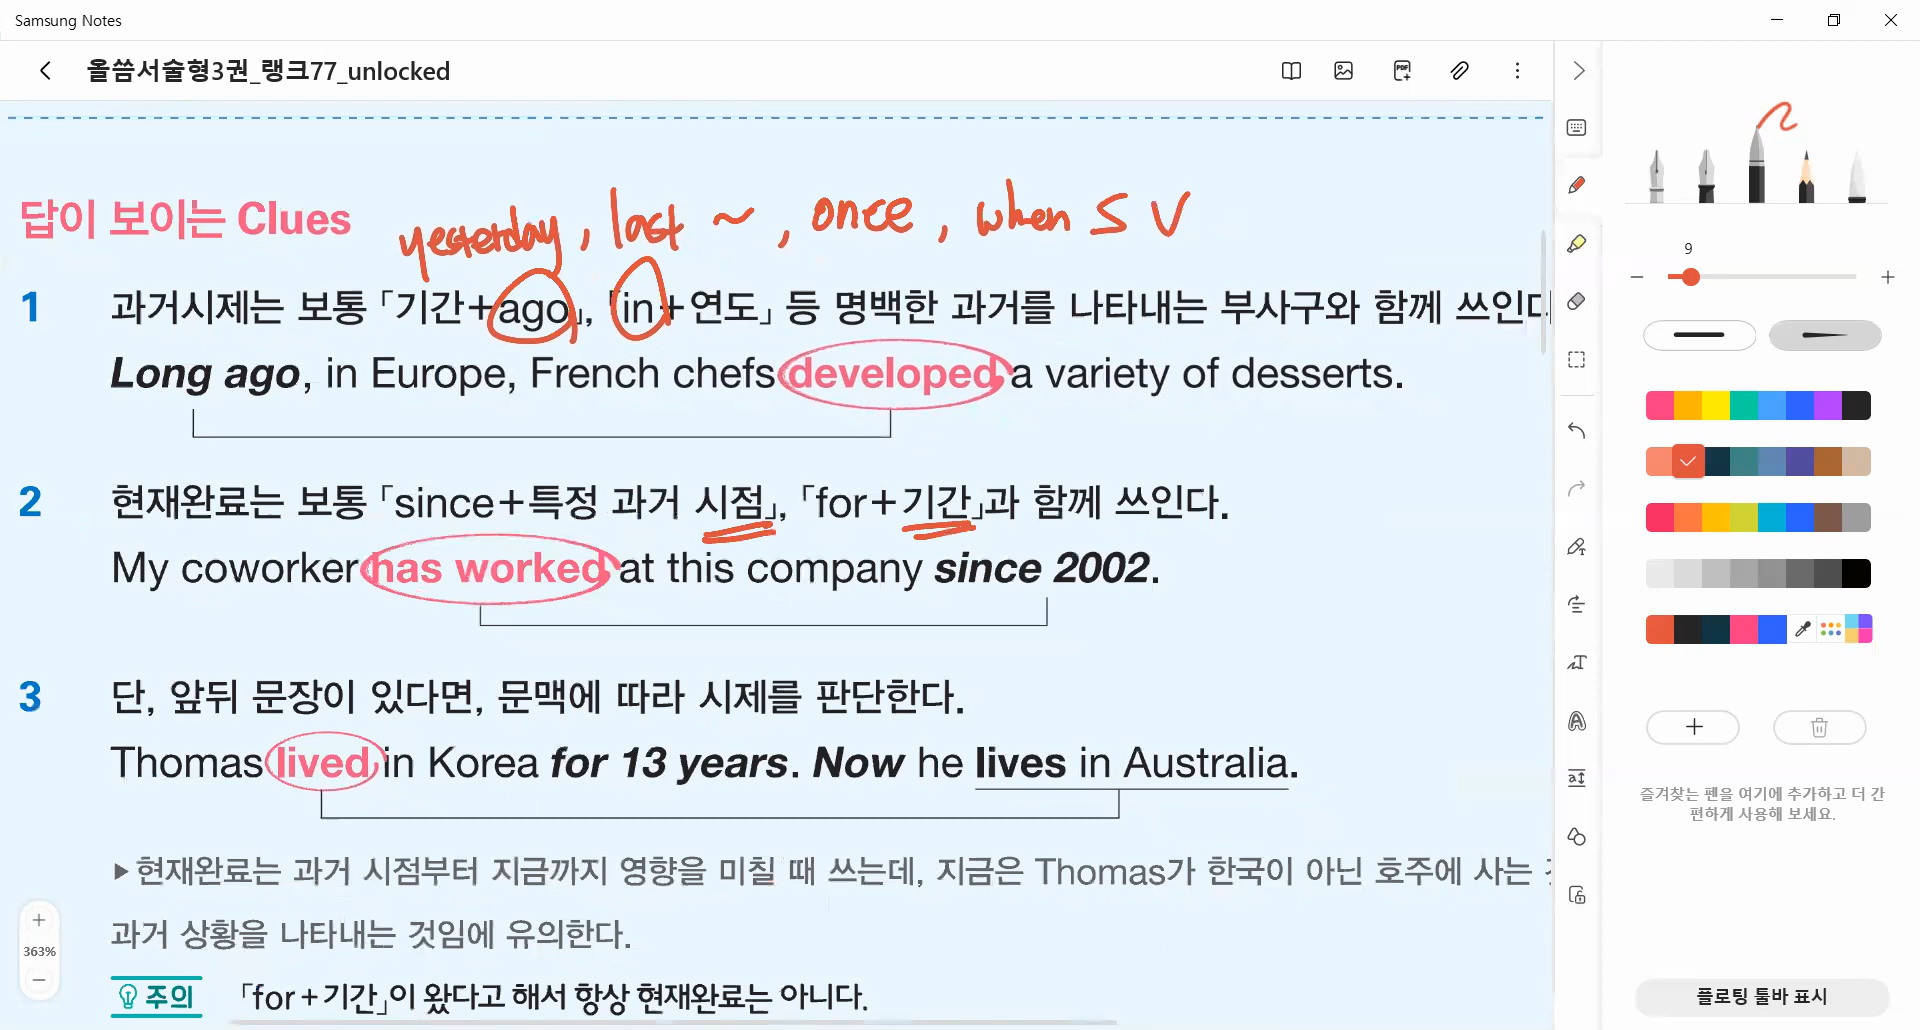 Samsung Notes
올씀서술형3권_랭크77_unlocked
답이 보이는 Clues
yesterday, last ~, once, when S V
1 과거시제는 보통 「기간+ago」, 「in+연도」 등 명백한 과거를 나타내는 부사구와 함께 쓰인다
Long ago, in Europe, French chefs developed a variety of desserts.
2 현재완료는 보통 「since+특정 과거 시점」, 「for+기간」과 함께 쓰인다.
My coworker has worked at this company since 2002.
3 단, 앞뒤 문장이 있다면, 문맥에 따라 시제를 판단한다.
Thomas lived in Korea for 13 years. Now he lives in Australia.
▶현재완료는 과거 시점부터 지금까지 영향을 미칠 때 쓰는데, 지금은 Thomas가 한국이 아닌 호주에 사는
과거 상황을 나타내는 것임에 유의한다.
주의 「for+기간」이 왔다고 해서 항상 현재완료는 아니다.
363%
PDF
9
즐겨찾는 펜을 여기에 추가하고 더 간
편하게 사용해 보세요.
플로팅 툴바 표시